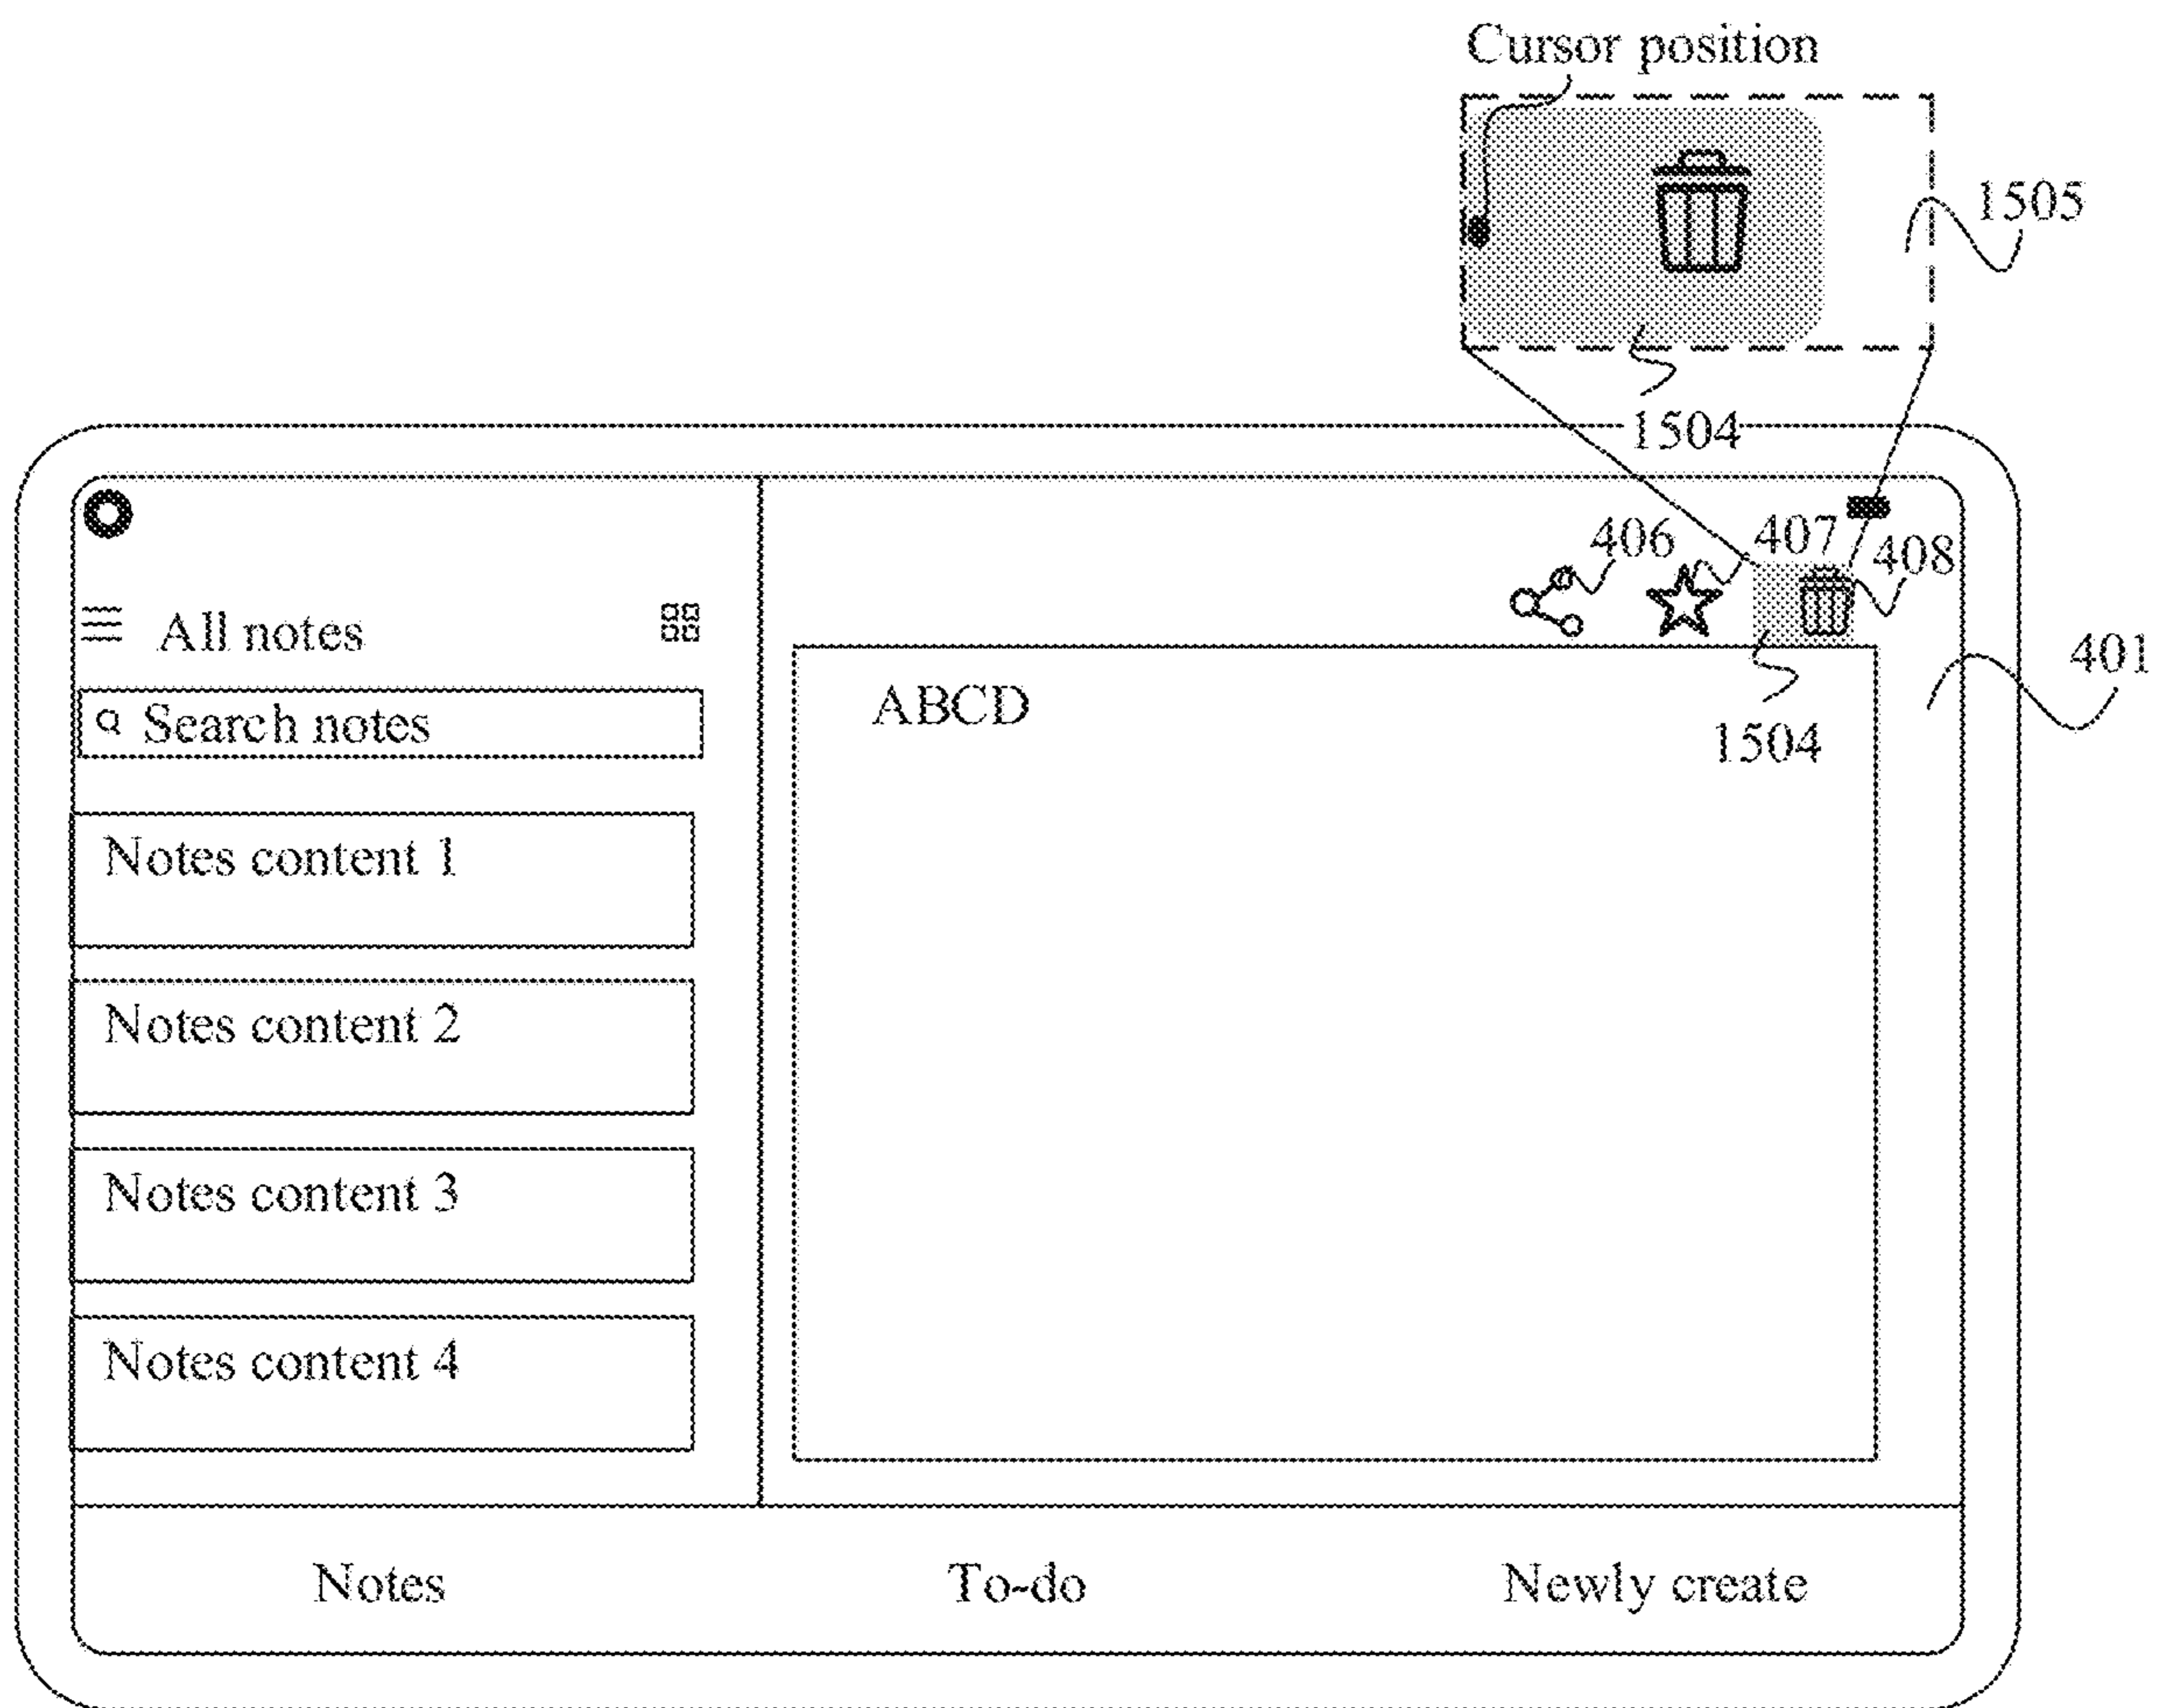 Cursor position
1505
1504
406
407
408
All notes
401
Search notes
ABCD
1504
Notes content 1
Notes content 2
Notes content 3
Notes content 4
Notes
To-do
Newly create